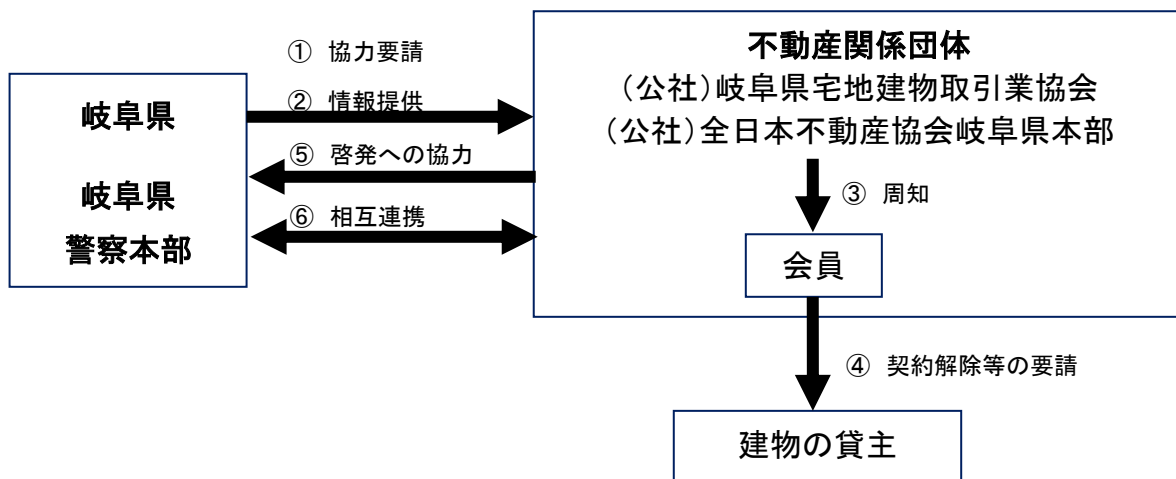 岐阜県
岐阜県
警察本部
① 協力要請
② 情報提供
⑤ 啓発への協力
⑥ 相互連携
不動産関係団体
(公社)岐阜県宅地建物取引業協会
(公社)全日本不動産協会岐阜県本部
③ 周知
会員
④ 契約解除等の要請
建物の貸主